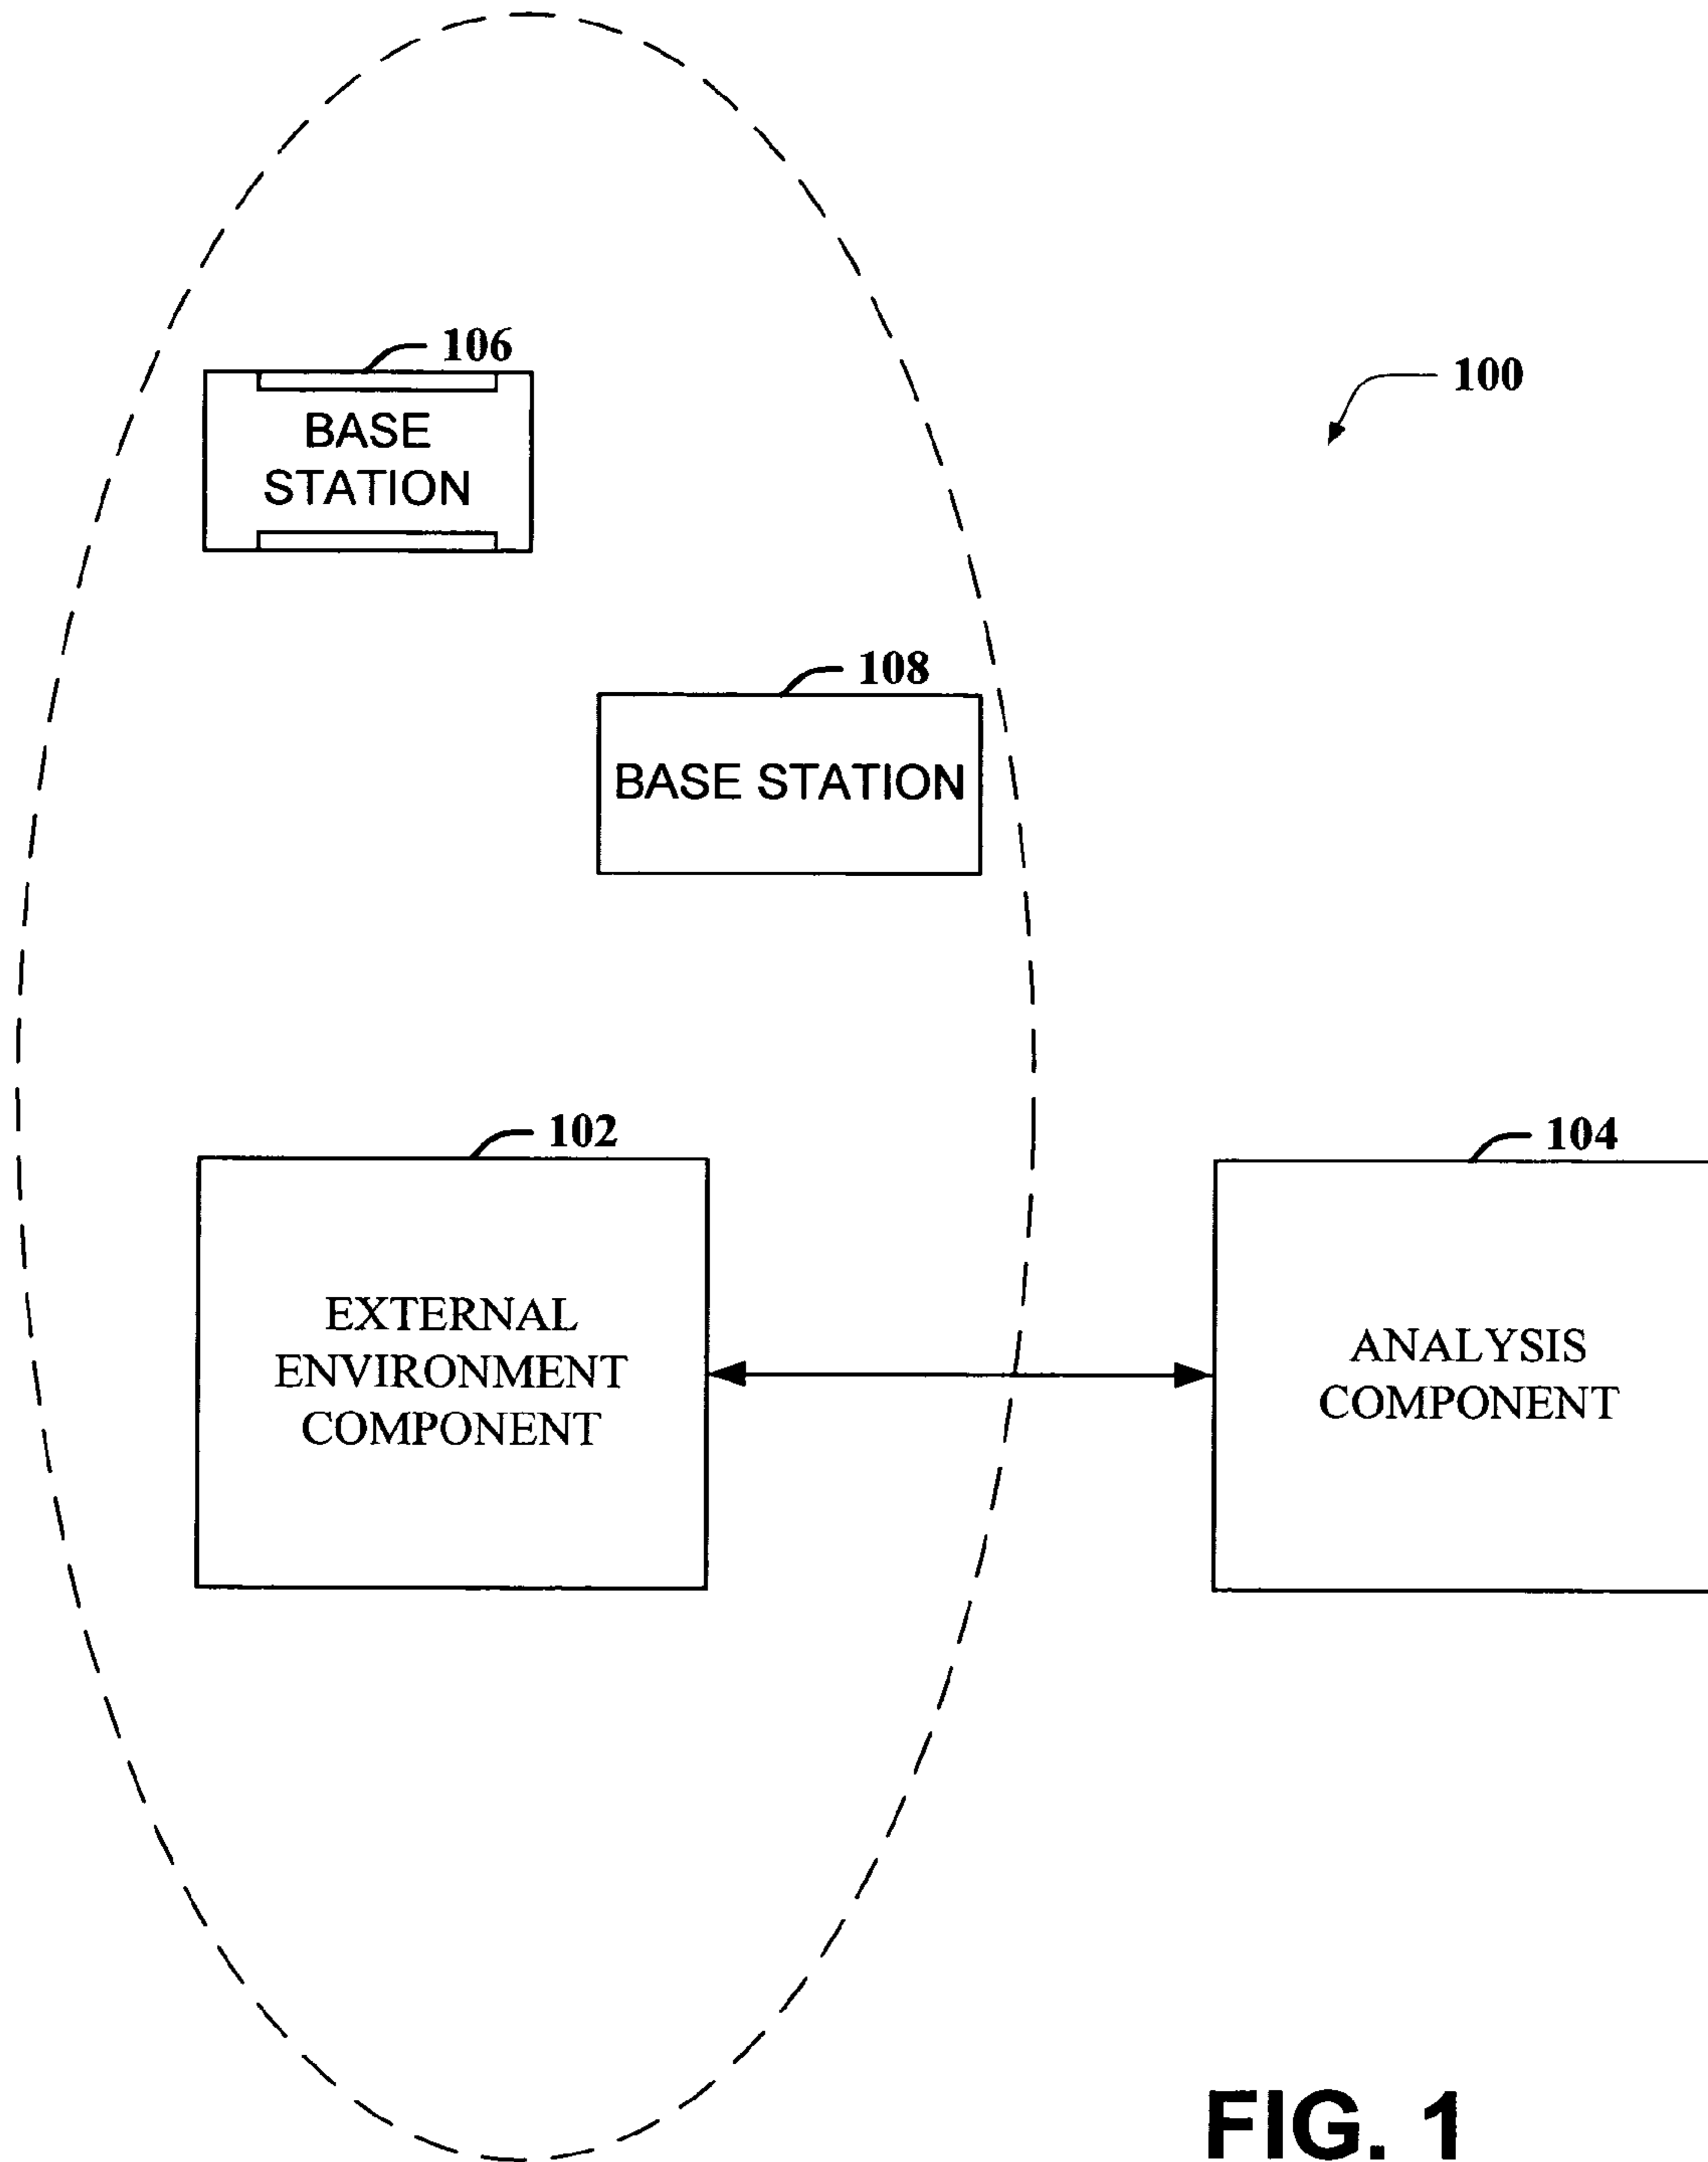 106
100
BASE
STATION
108
BASE STATION
102
104
EXTERNAL
ENVIRONMENT
COMPONENT
ANALYSIS
COMPONENT
FIG. 1